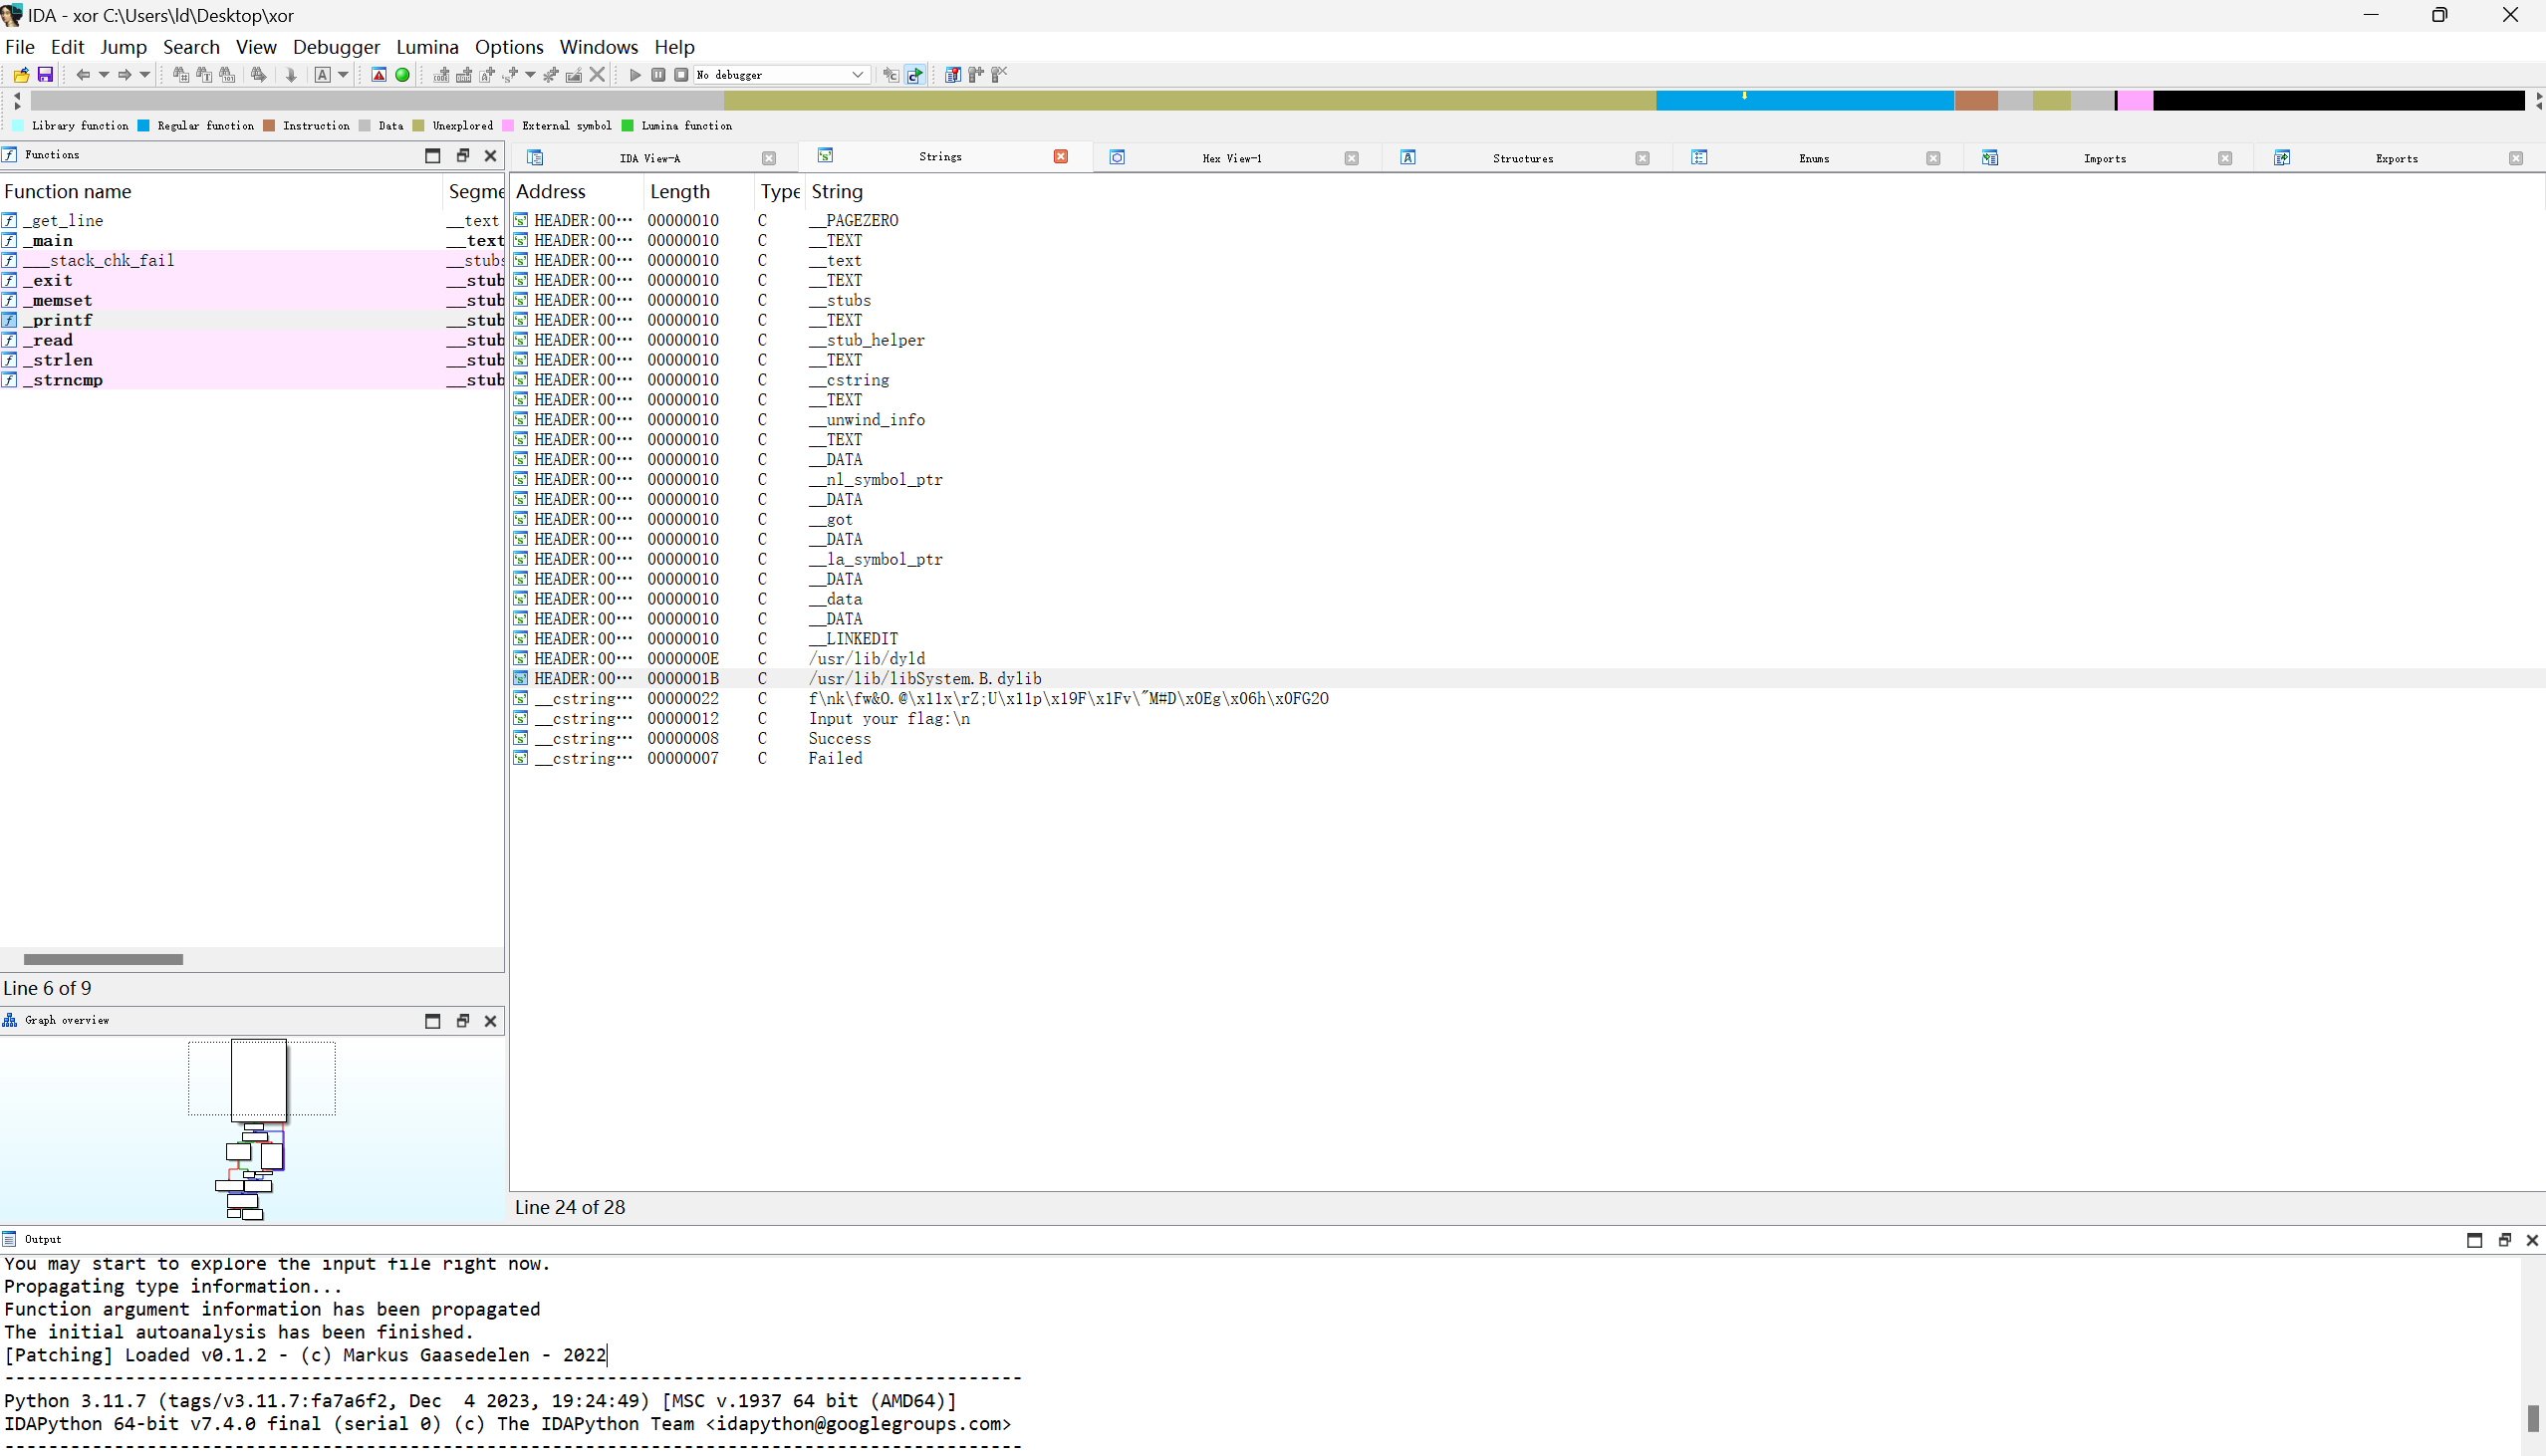 IDA - xor C:\Users\ld\Desktop\xor
File Edit Jump Search View Debugger Lumina Options Windows Help
No debugger
Library function Regular function Instruction Data Unexplored External symbol Lumina function
Functions
Function name Segme
_get_line __text
_main __text
___stack_chk_fail __stubs
_exit __stub
_memset __stub
_printf __stub
_read __stub
_strlen __stub
_strncmp __stub
Line 6 of 9
Graph overview
IDA View-A Strings Hex View-1 Structures Enums Imports Exports
Address Length Type String
HEADER:00··· 00000010 C __PAGEZERO
HEADER:00··· 00000010 C __TEXT
HEADER:00··· 00000010 C __text
HEADER:00··· 00000010 C __TEXT
HEADER:00··· 00000010 C __stubs
HEADER:00··· 00000010 C __TEXT
HEADER:00··· 00000010 C __stub_helper
HEADER:00··· 00000010 C __TEXT
HEADER:00··· 00000010 C __cstring
HEADER:00··· 00000010 C __TEXT
HEADER:00··· 00000010 C __unwind_info
HEADER:00··· 00000010 C __TEXT
HEADER:00··· 00000010 C __DATA
HEADER:00··· 00000010 C __nl_symbol_ptr
HEADER:00··· 00000010 C __DATA
HEADER:00··· 00000010 C __got
HEADER:00··· 00000010 C __DATA
HEADER:00··· 00000010 C __la_symbol_ptr
HEADER:00··· 00000010 C __DATA
HEADER:00··· 00000010 C __data
HEADER:00··· 00000010 C __DATA
HEADER:00··· 00000010 C __LINKEDIT
HEADER:00··· 0000000E C /usr/lib/dyld
HEADER:00··· 0000001B C /usr/lib/libSystem.B.dylib
__cstring··· 00000022 C f\nk\fw&O.@\x11x\rZ;U\x11p\x19F\x1Fv\"M#D\x0Eg\x06h\x0FG2O
__cstring··· 00000012 C Input your flag:\n
__cstring··· 00000008 C Success
__cstring··· 00000007 C Failed
Line 24 of 28
Output
You may start to explore the input file right now.
Propagating type information...
Function argument information has been propagated
The initial autoanalysis has been finished.
[Patching] Loaded v0.1.2 - (c) Markus Gaasedelen - 2022
Python 3.11.7 (tags/v3.11.7:fa7a6f2, Dec  4 2023, 19:24:49) [MSC v.1937 64 bit (AMD64)]
IDAPython 64-bit v7.4.0 final (serial 0) (c) The IDAPython Team <idapython@googlegroups.com>